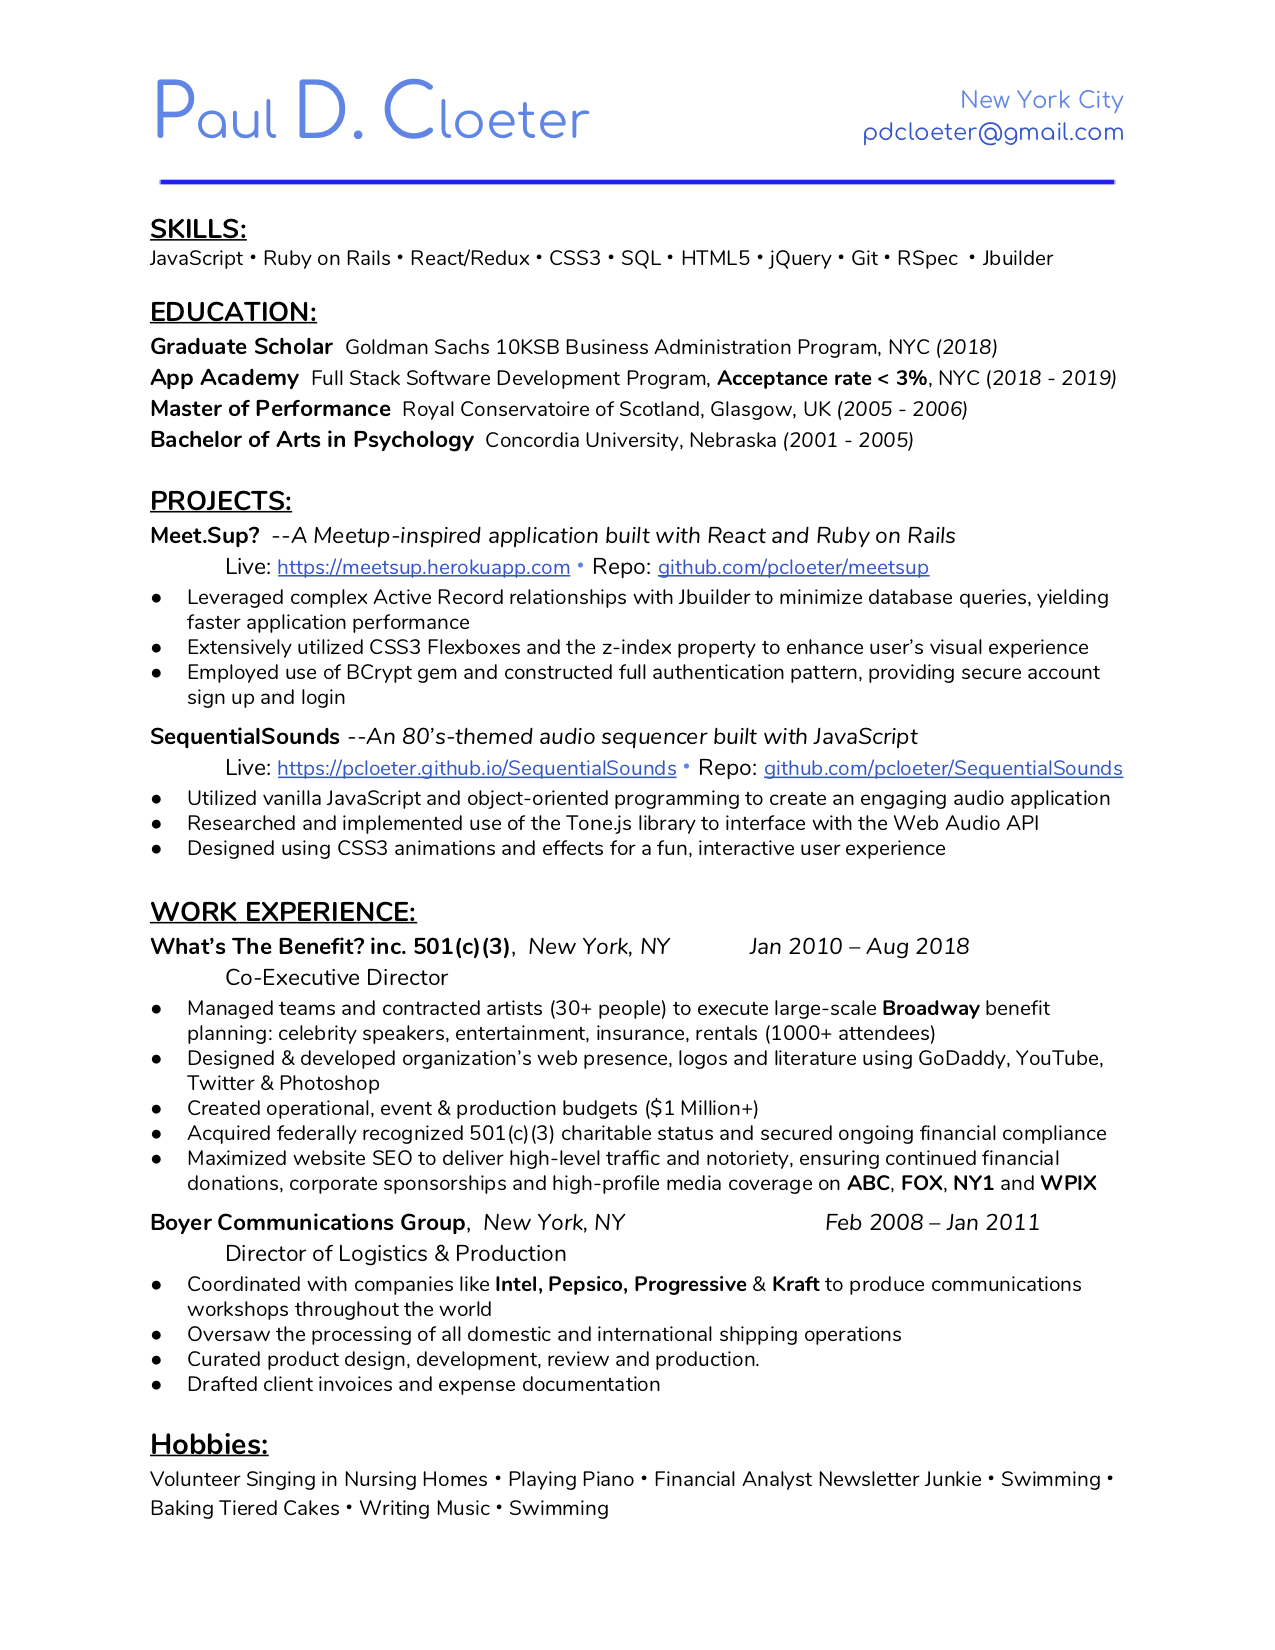 Paul D. Cloeter
New York City
pdcloeter@gmail.com
SKILLS:
JavaScript • Ruby on Rails • React/Redux • CSS3 • SQL • HTML5 • jQuery • Git • RSpec • Jbuilder
EDUCATION:
Graduate Scholar Goldman Sachs 10KSB Business Administration Program, NYC (2018)
App Academy Full Stack Software Development Program, Acceptance rate < 3%, NYC (2018 - 2019)
Master of Performance Royal Conservatoire of Scotland, Glasgow, UK (2005 - 2006)
Bachelor of Arts in Psychology Concordia University, Nebraska (2001 - 2005)
PROJECTS:
Meet.Sup? --A Meetup-inspired application built with React and Ruby on Rails
Live: https://meetsup.herokuapp.com • Repo: github.com/pcloeter/meetsup
● Leveraged complex Active Record relationships with Jbuilder to minimize database queries, yielding
faster application performance
● Extensively utilized CSS3 Flexboxes and the z-index property to enhance user’s visual experience
● Employed use of BCrypt gem and constructed full authentication pattern, providing secure account
sign up and login
SequentialSounds --An 80’s-themed audio sequencer built with JavaScript
Live: https://pcloeter.github.io/SequentialSounds • Repo: github.com/pcloeter/SequentialSounds
● Utilized vanilla JavaScript and object-oriented programming to create an engaging audio application
● Researched and implemented use of the Tone.js library to interface with the Web Audio API
● Designed using CSS3 animations and effects for a fun, interactive user experience
WORK EXPERIENCE:
What’s The Benefit? inc. 501(c)(3), New York, NY Jan 2010 – Aug 2018
Co-Executive Director
● Managed teams and contracted artists (30+ people) to execute large-scale Broadway benefit
planning: celebrity speakers, entertainment, insurance, rentals (1000+ attendees)
● Designed & developed organization’s web presence, logos and literature using GoDaddy, YouTube,
Twitter & Photoshop
● Created operational, event & production budgets ($1 Million+)
● Acquired federally recognized 501(c)(3) charitable status and secured ongoing financial compliance
● Maximized website SEO to deliver high-level traffic and notoriety, ensuring continued financial
donations, corporate sponsorships and high-profile media coverage on ABC, FOX, NY1 and WPIX
Boyer Communications Group, New York, NY Feb 2008 – Jan 2011
Director of Logistics & Production
● Coordinated with companies like Intel, Pepsico, Progressive & Kraft to produce communications
workshops throughout the world
● Oversaw the processing of all domestic and international shipping operations
● Curated product design, development, review and production.
● Drafted client invoices and expense documentation
Hobbies:
Volunteer Singing in Nursing Homes • Playing Piano • Financial Analyst Newsletter Junkie • Swimming •
Baking Tiered Cakes • Writing Music • Swimming